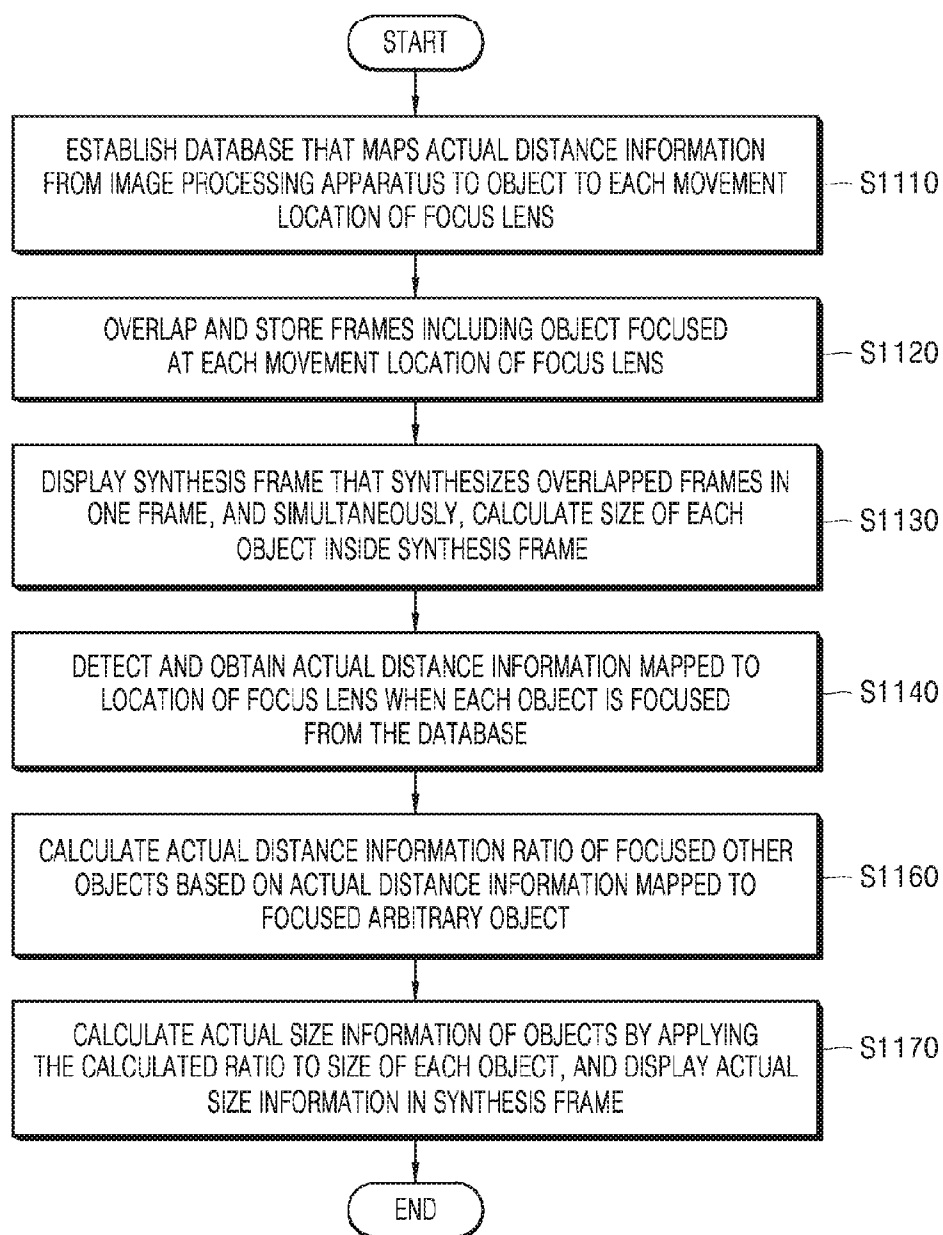 START
ESTABLISH DATABASE THAT MAPS ACTUAL DISTANCE INFORMATION
FROM IMAGE PROCESSING APPARATUS TO OBJECT TO EACH MOVEMENT
LOCATION OF FOCUS LENS
S1110
OVERLAP AND STORE FRAMES INCLUDING OBJECT FOCUSED
AT EACH MOVEMENT LOCATION OF FOCUS LENS
S1120
DISPLAY SYNTHESIS FRAME THAT SYNTHESIZES OVERLAPPED FRAMES IN
ONE FRAME, AND SIMULTANEOUSLY, CALCULATE SIZE OF EACH
OBJECT INSIDE SYNTHESIS FRAME
S1130
DETECT AND OBTAIN ACTUAL DISTANCE INFORMATION MAPPED TO
LOCATION OF FOCUS LENS WHEN EACH OBJECT IS FOCUSED
FROM THE DATABASE
S1140
CALCULATE ACTUAL DISTANCE INFORMATION RATIO OF FOCUSED OTHER
OBJECTS BASED ON ACTUAL DISTANCE INFORMATION MAPPED TO
FOCUSED ARBITRARY OBJECT
S1160
CALCULATE ACTUAL SIZE INFORMATION OF OBJECTS BY APPLYING
THE CALCULATED RATIO TO SIZE OF EACH OBJECT, AND DISPLAY ACTUAL
SIZE INFORMATION IN SYNTHESIS FRAME
S1170
END